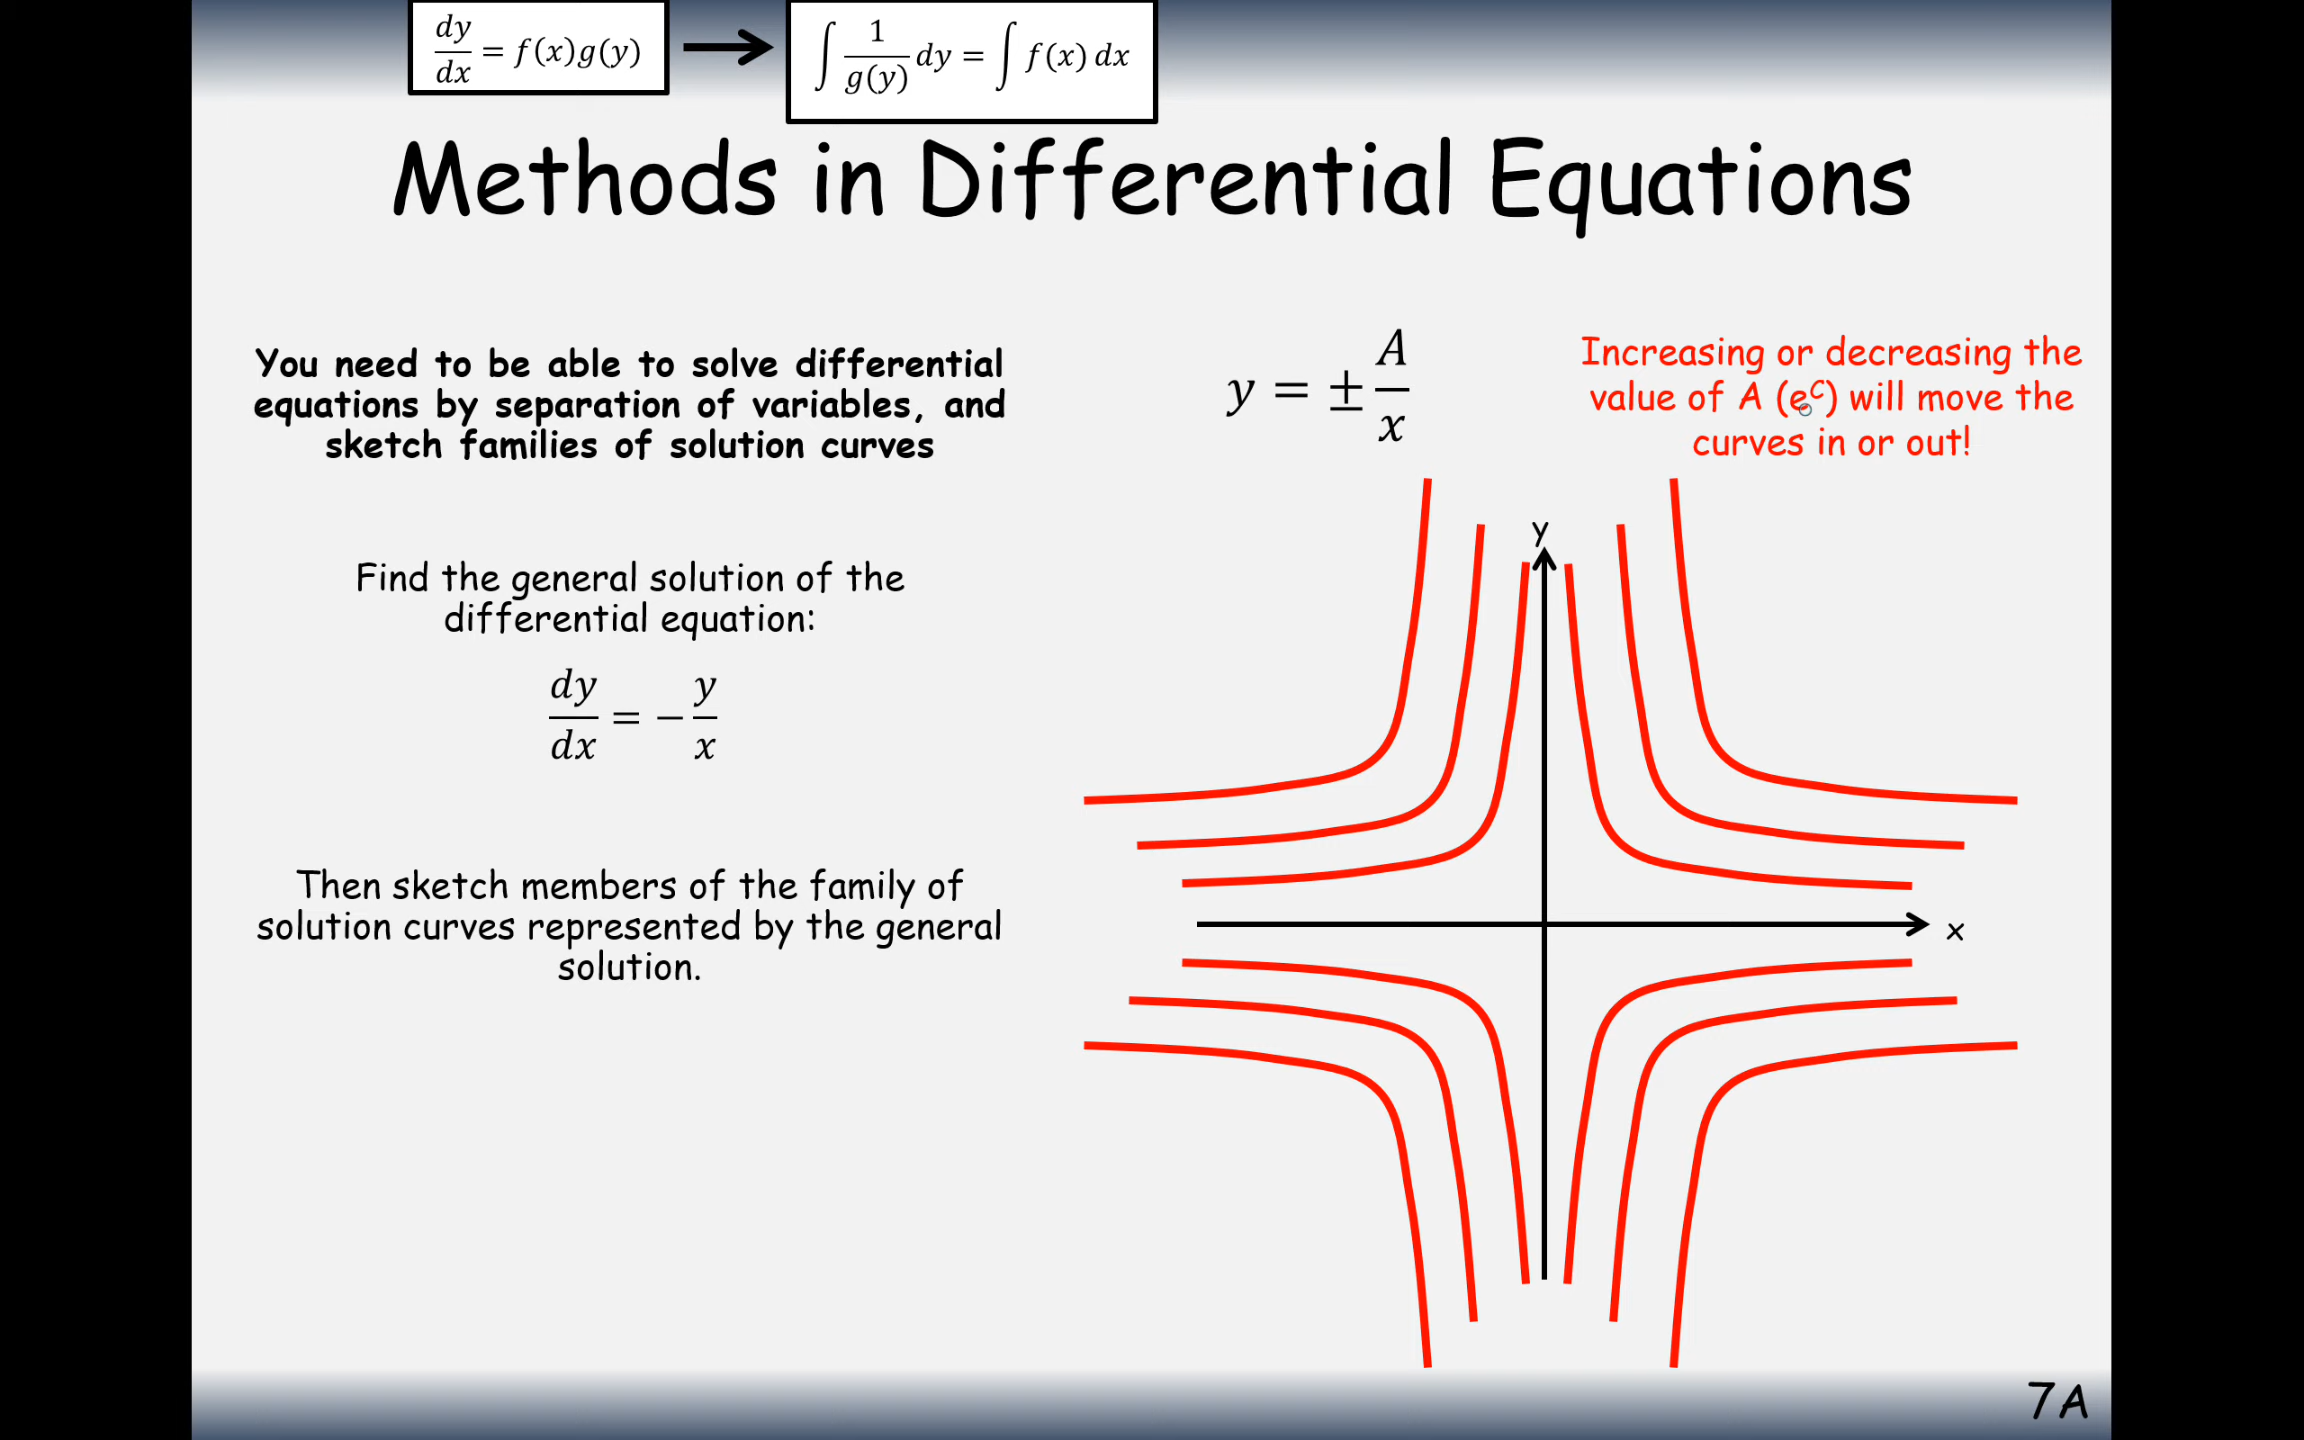 dy/dx = f(x)g(y)
∫ 1/g(y) dy = ∫ f(x) dx
Methods in Differential Equations
You need to be able to solve differential
equations by separation of variables, and
sketch families of solution curves
Find the general solution of the
differential equation:
dy/dx = − y/x
Then sketch members of the family of
solution curves represented by the general
solution.
y = ± A/x
Increasing or decreasing the
value of A (e^C) will move the
curves in or out!
y
x
7A